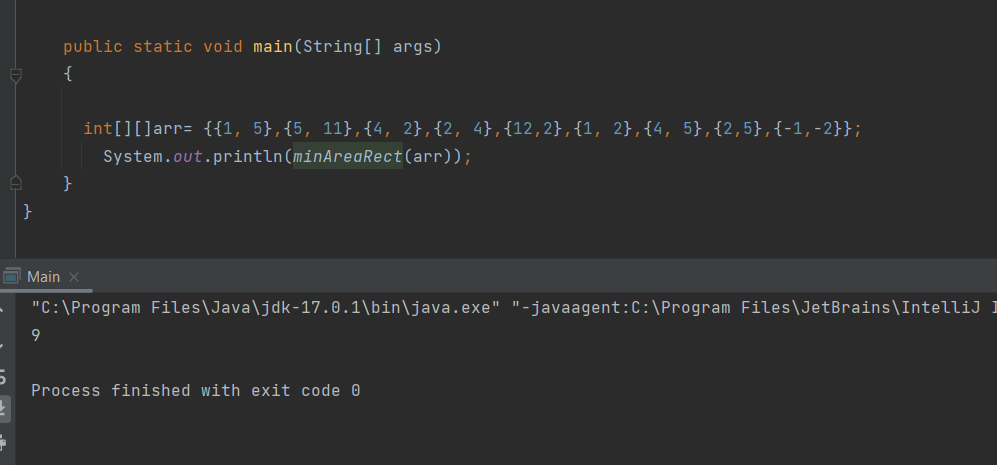 public static void main(String[] args)
{
int[][]arr= {{1, 5},{5, 11},{4, 2},{2, 4},{12,2},{1, 2},{4, 5},{2,5},{-1,-2}};
System.out.println(minAreaRect(arr));
}
}
Main
"C:\Program Files\Java\jdk-17.0.1\bin\java.exe" "-javaagent:C:\Program Files\JetBrains\IntelliJ
9
Process finished with exit code 0